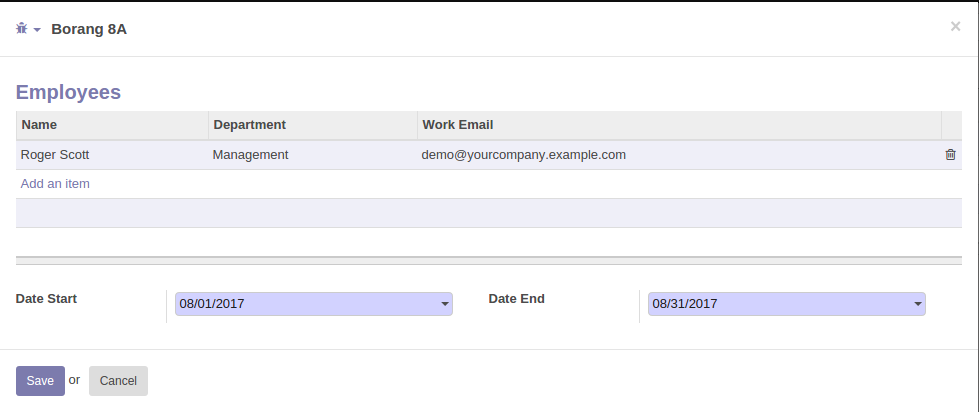 Borang 8A ×
Employees
Name Department Work Email
Roger Scott Management demo@yourcompany.example.com
Add an item
Date Start 08/01/2017 Date End 08/31/2017
Save or Cancel